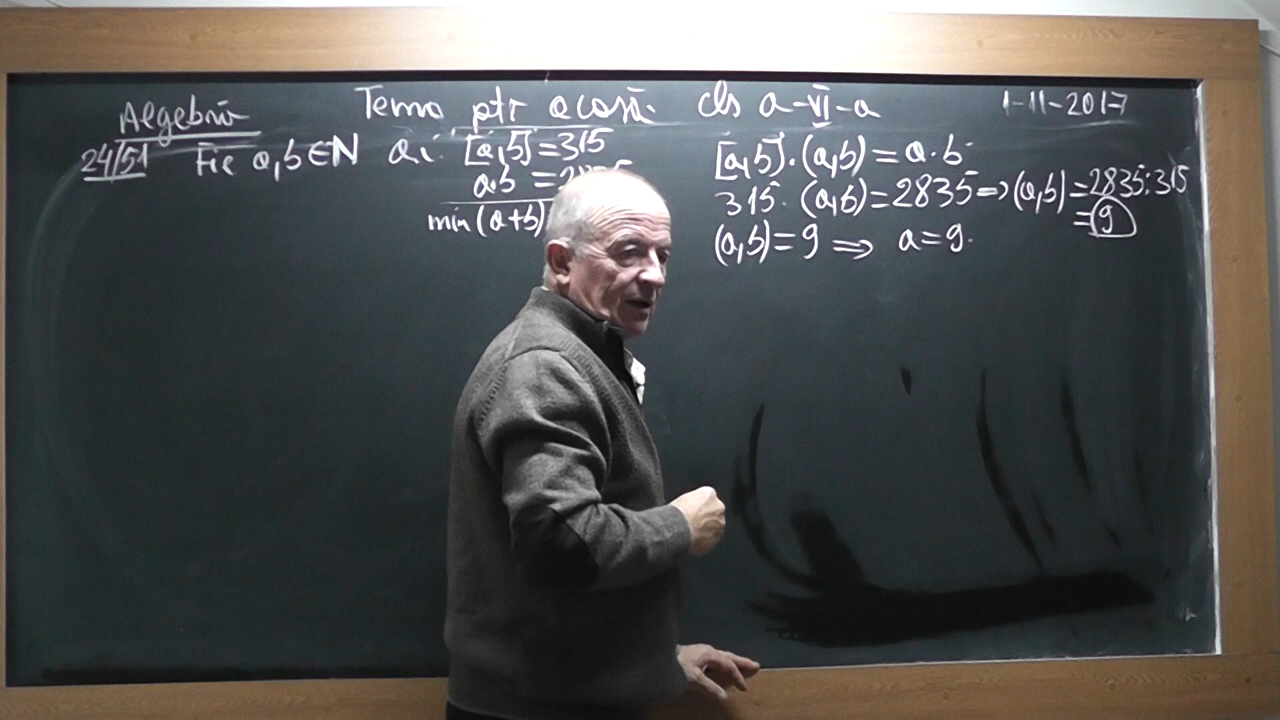 Algebră Temă ptr acasă cls a-VI-a 1-11-2017
24/51 Fie a,b∈N a.i. [a,b]=315
a.b =
min (a+b)
[a,b].(a,b) = a.b
315.(a,b)=2835⇒(a,b)=2835:315
=9
(a,b)=9 ⇒ a=9.